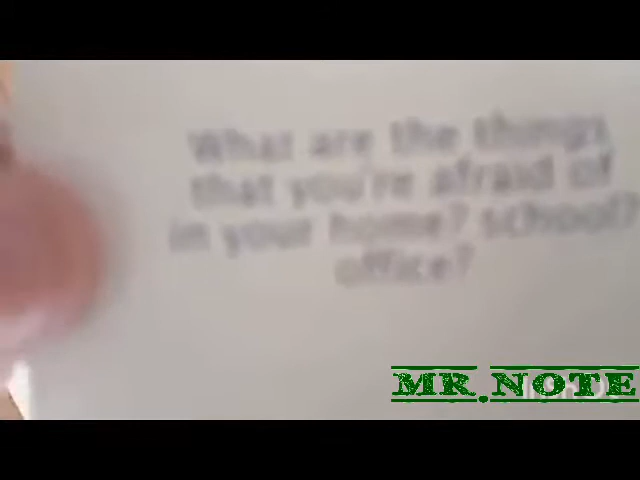 What are the things
that you're afraid of
in your home? school?
office?
MR.NOTE